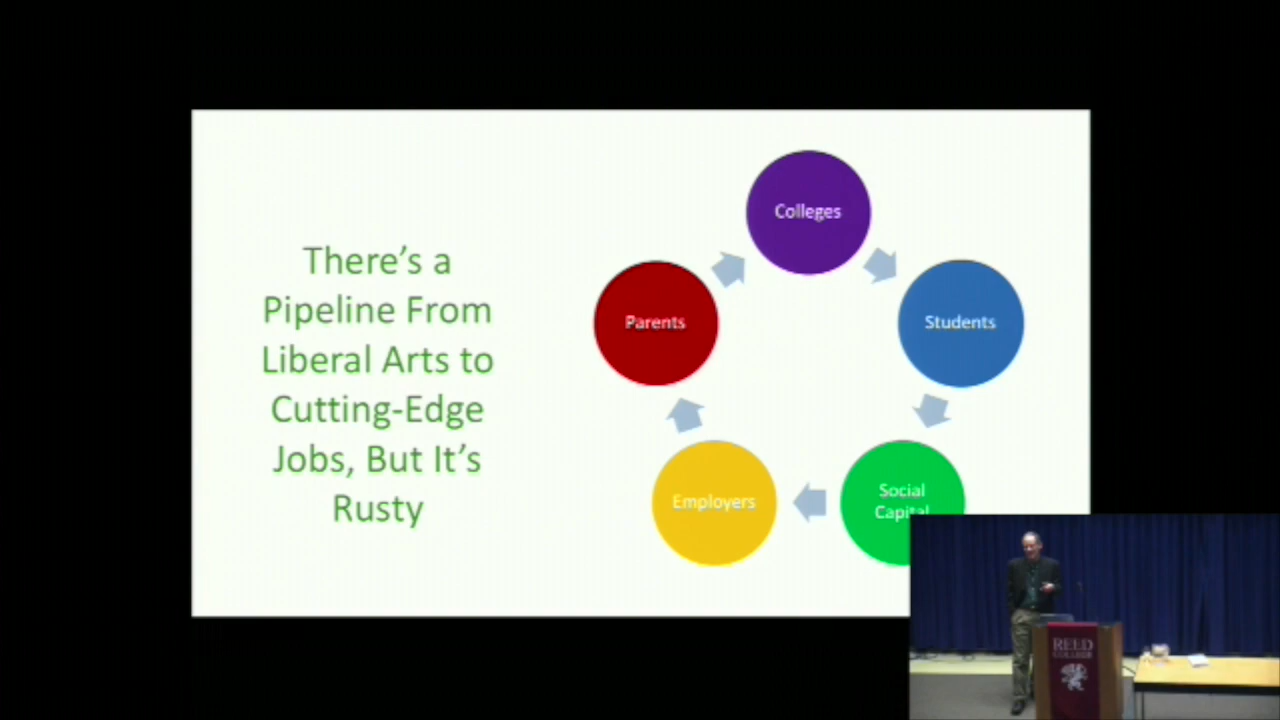 There's a
Pipeline From
Liberal Arts to
Cutting-Edge
Jobs, But It's
Rusty
Colleges
Parents
Students
Employers
Social
Capital
REED
COLLEGE